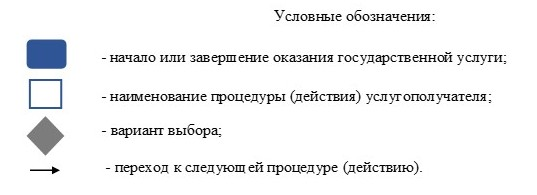 Условные обозначения:
- начало или завершение оказания государственной услуги;
- наименование процедуры (действия) услугополучателя;
- вариант выбора;
- переход к следующей процедуре (действию).